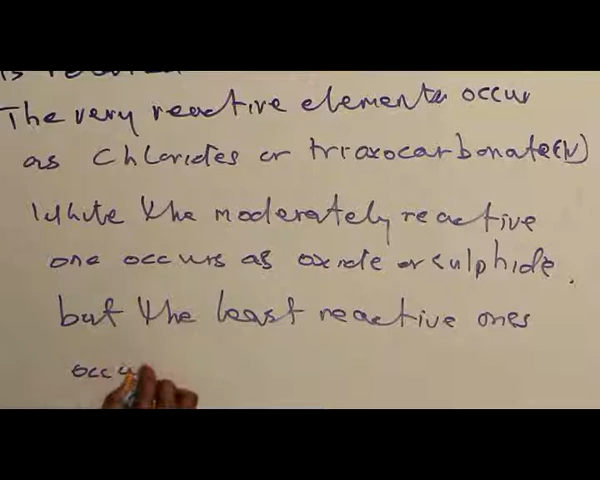 The very reactive elements occur
as Chlorides or trioxocarbonate(IV)
While the moderately reactive
one occurs as oxide or sulphide.
but the least reactive ones
occu